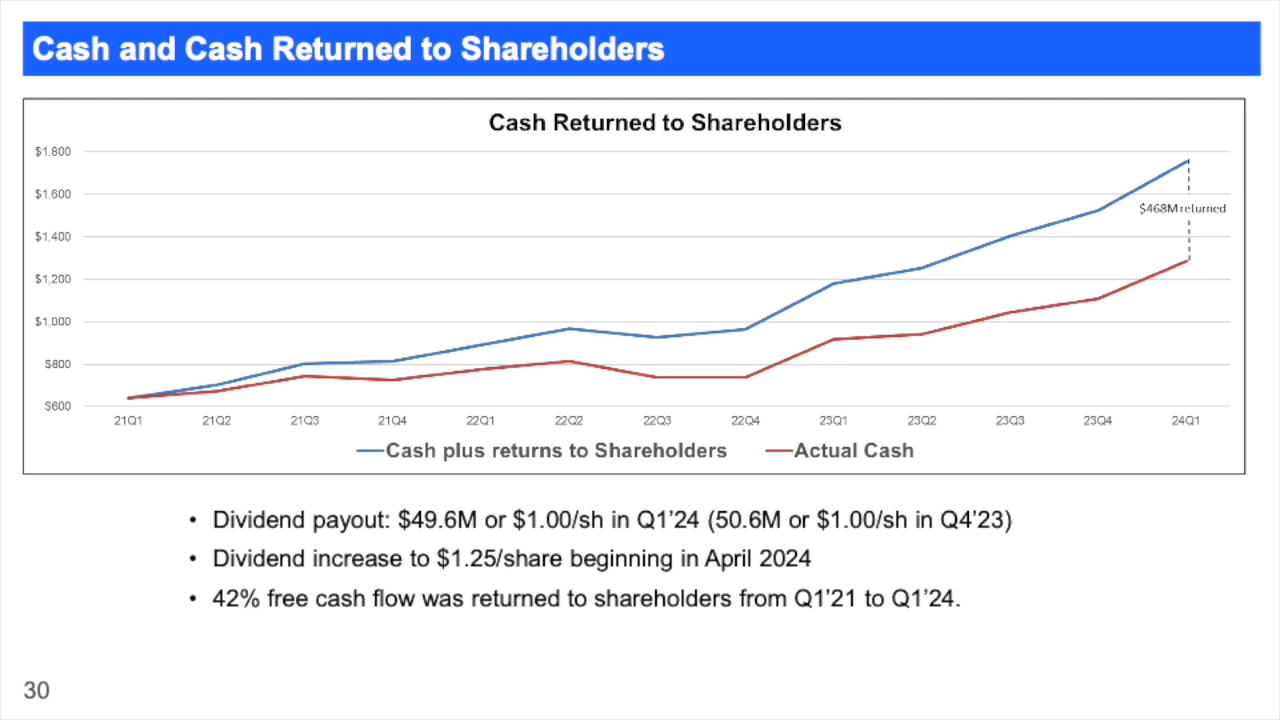 Cash and Cash Returned to Shareholders
Cash Returned to Shareholders
$1.800
$1.600
$1,400
$1,200
$1,000
$800
$600
21Q1 21Q2 21Q3 21Q4 22Q1 22Q2 22Q3 22Q4 23Q1 23Q2 23Q3 23Q4 24Q1
$468M returned
Cash plus returns to Shareholders Actual Cash
• Dividend payout: $49.6M or $1.00/sh in Q1’24 (50.6M or $1.00/sh in Q4’23)
• Dividend increase to $1.25/share beginning in April 2024
• 42% free cash flow was returned to shareholders from Q1’21 to Q1’24.
30